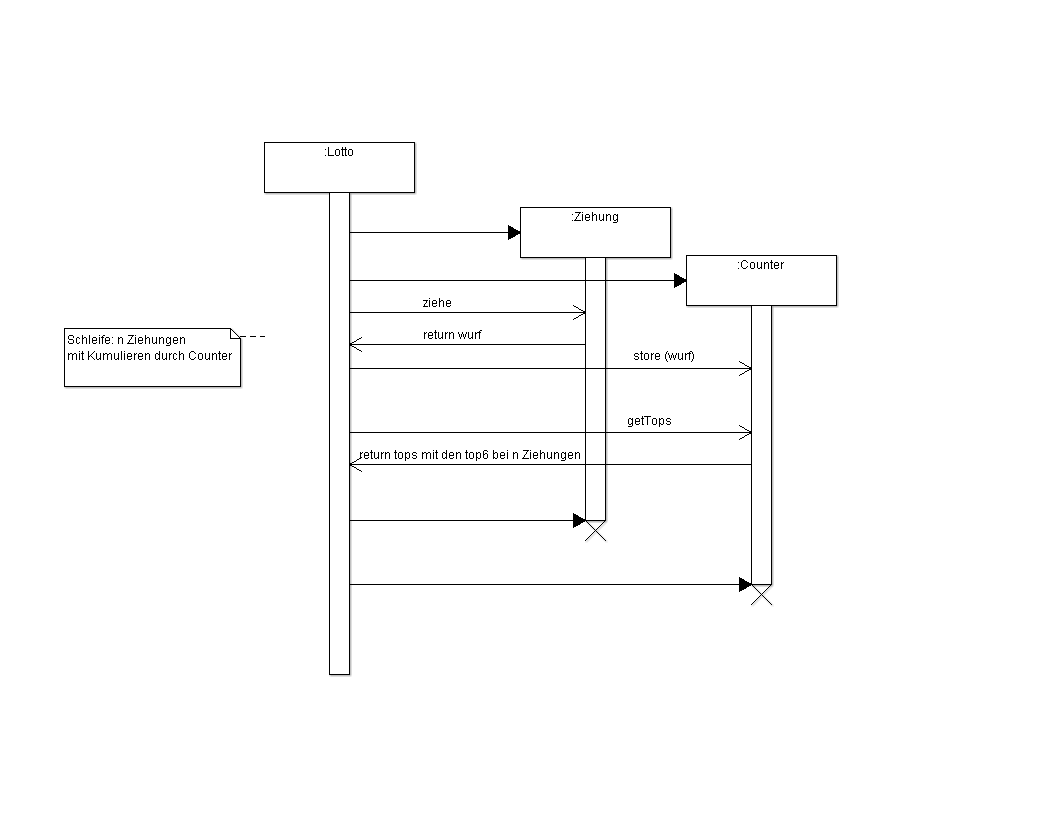 :Lotto
:Ziehung
:Counter
ziehe
return wurf
Schleife: n Ziehungen
mit Kumulieren durch Counter
store (wurf)
getTops
return tops mit den top6 bei n Ziehungen